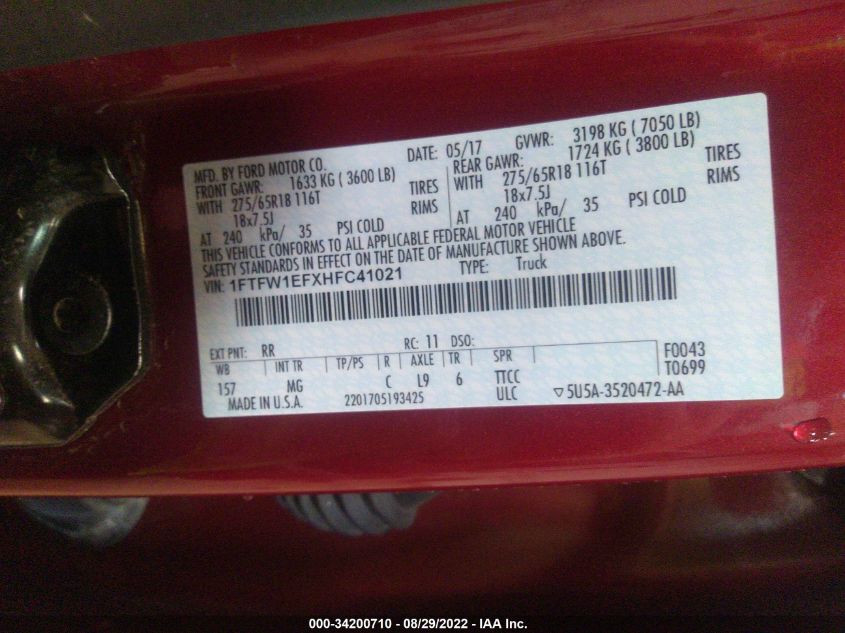 MFD. BY FORD MOTOR CO. DATE: 05/17 GVWR: 3198 KG ( 7050 LB)
FRONT GAWR: 1633 KG ( 3600 LB) REAR GAWR: 1724 KG ( 3800 LB)
WITH 275/65R18 116T TIRES WITH 275/65R18 116T TIRES
18x7.5J RIMS 18x7.5J RIMS
AT 240 kPa/ 35 PSI COLD AT 240 kPa/ 35 PSI COLD
THIS VEHICLE CONFORMS TO ALL APPLICABLE FEDERAL MOTOR VEHICLE
SAFETY STANDARDS IN EFFECT ON THE DATE OF MANUFACTURE SHOWN ABOVE.
VIN: 1FTFW1EFXHFC41021 TYPE: Truck
EXT PNT: RR RC: 11 DSO: F0043
WB INT TR TP/PS R AXLE TR SPR T0699
157 MG C L9 6 TTCC
MADE IN U.S.A. 2201705193425 ULC ▽5U5A-3520472-AA
000-34200710 - 08/29/2022 - IAA Inc.